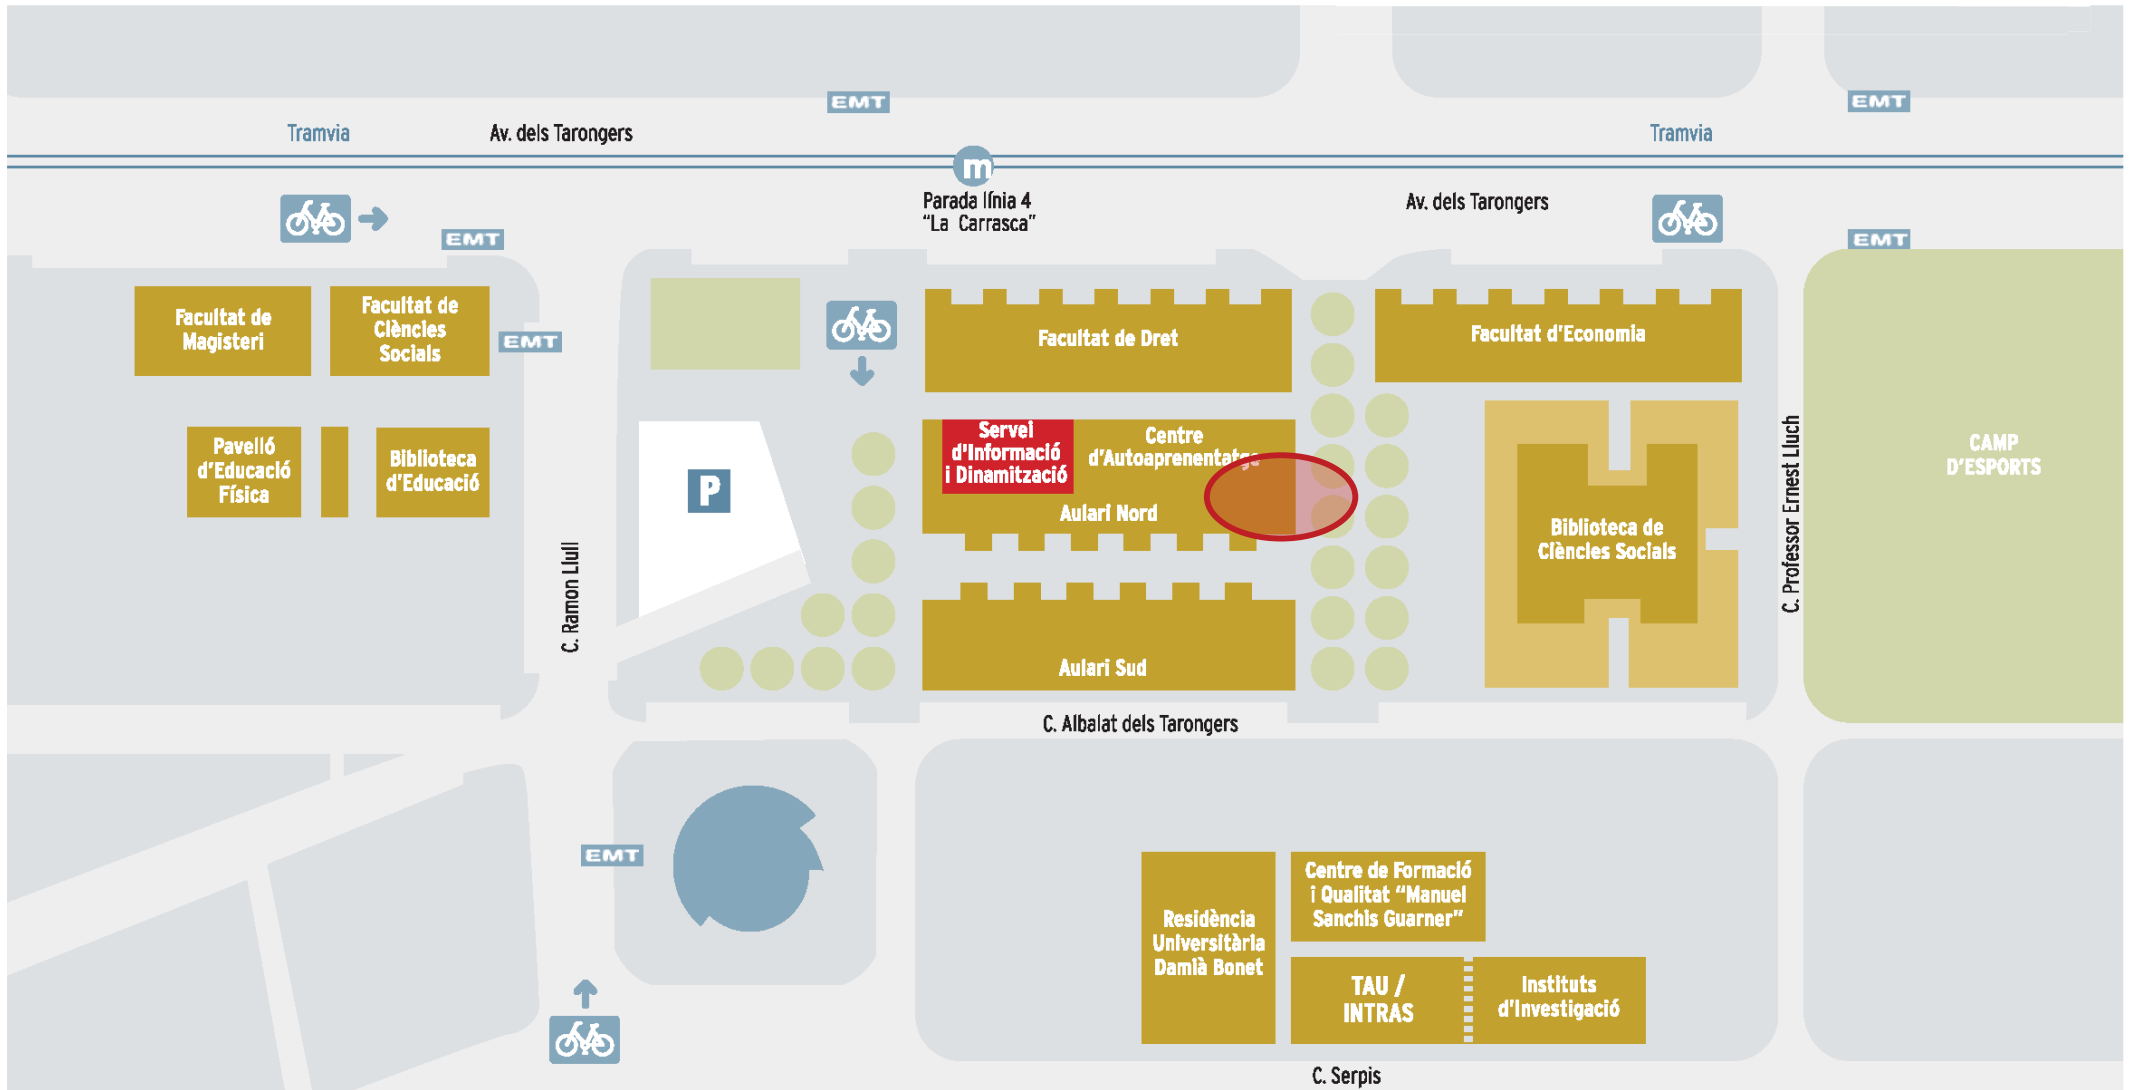 EMT
EMT
Tramvia
Av. dels Tarongers
Tramvia
m
Parada línia 4
"La Carrasca"
Av. dels Tarongers
EMT
EMT
Facultat de
Magisteri
Facultat de
Ciències
Socials
EMT
Facultat de Dret
Facultat d'Economia
Pavelló
d'Educació
Física
Biblioteca
d'Educació
P
Servei
d'Informació
i Dinamització
Centre
d'Autoaprenentatge
Aulari Nord
Biblioteca de
Ciències Socials
C. Professor Ernest Lluch
CAMP
D'ESPORTS
C. Ramon Llull
Aulari Sud
C. Albalat dels Tarongers
EMT
Residència
Universitària
Damià Bonet
Centre de Formació
i Qualitat "Manuel
Sanchis Guarner"
TAU /
INTRAS
Instituts
d'Investigació
C. Serpis